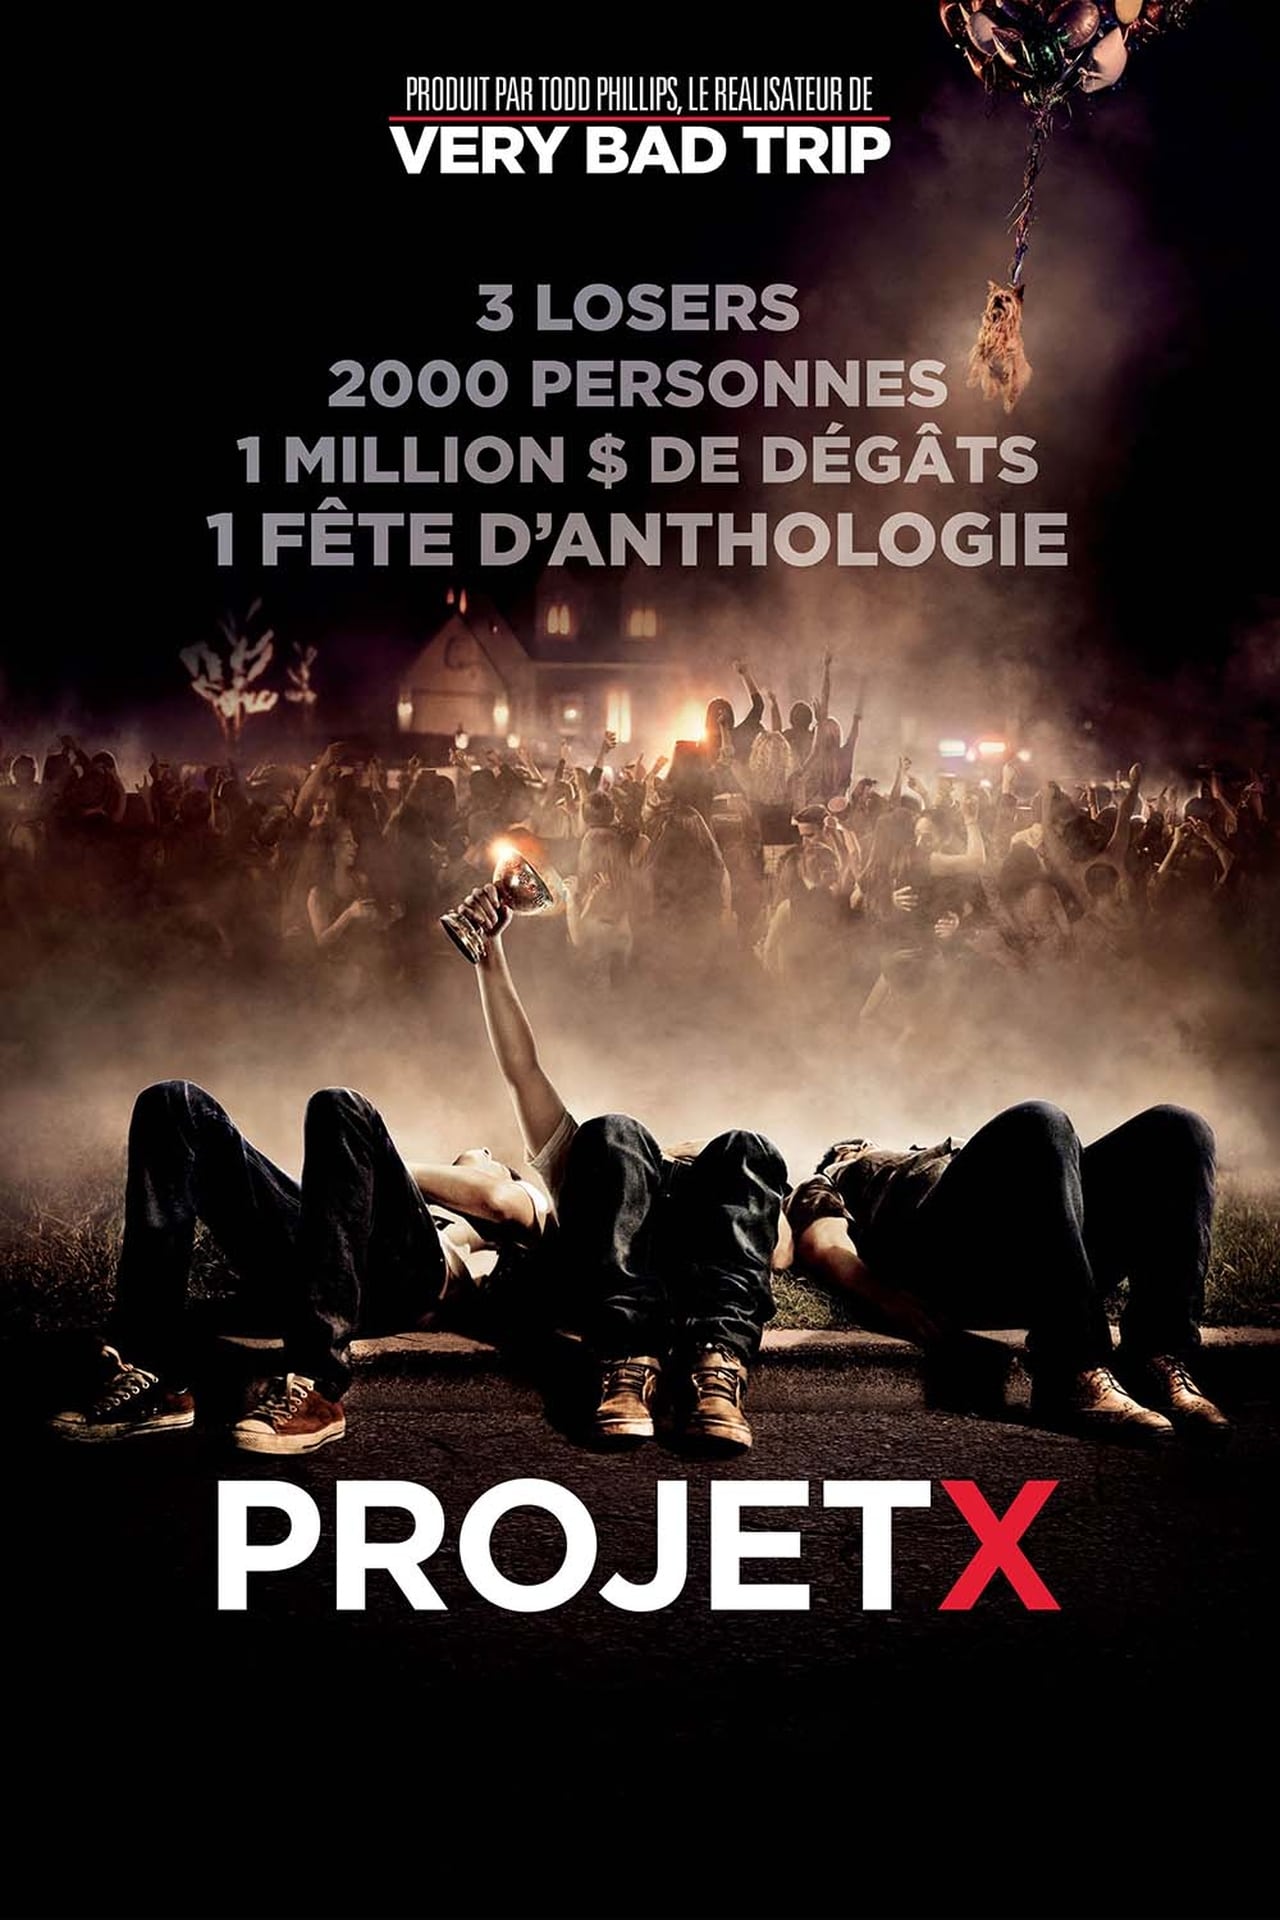 PRODUIT PAR TODD PHILLIPS, LE REALISATEUR DE
VERY BAD TRIP
3 LOSERS
2000 PERSONNES
1 MILLION $ DE DÉGÂTS
1 FÊTE D’ANTHOLOGIE
PROJET X